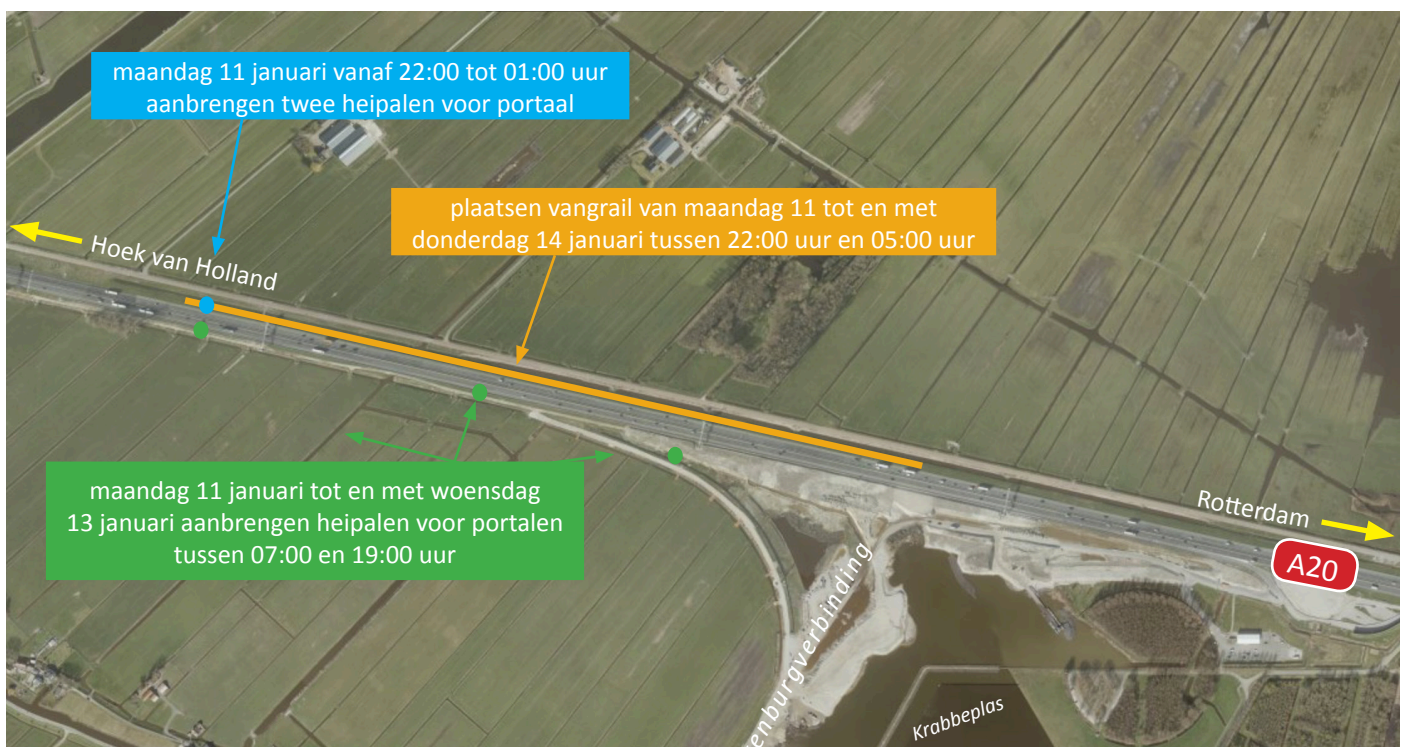 maandag 11 januari vanaf 22:00 tot 01:00 uur
aanbrengen twee heipalen voor portaal
plaatsen vangrail van maandag 11 tot en met
donderdag 14 januari tussen 22:00 uur en 05:00 uur
Hoek van Holland
maandag 11 januari tot en met woensdag
13 januari aanbrengen heipalen voor portalen
tussen 07:00 en 19:00 uur
Rotterdam
A20
enburgverbinding
Krabbeplas